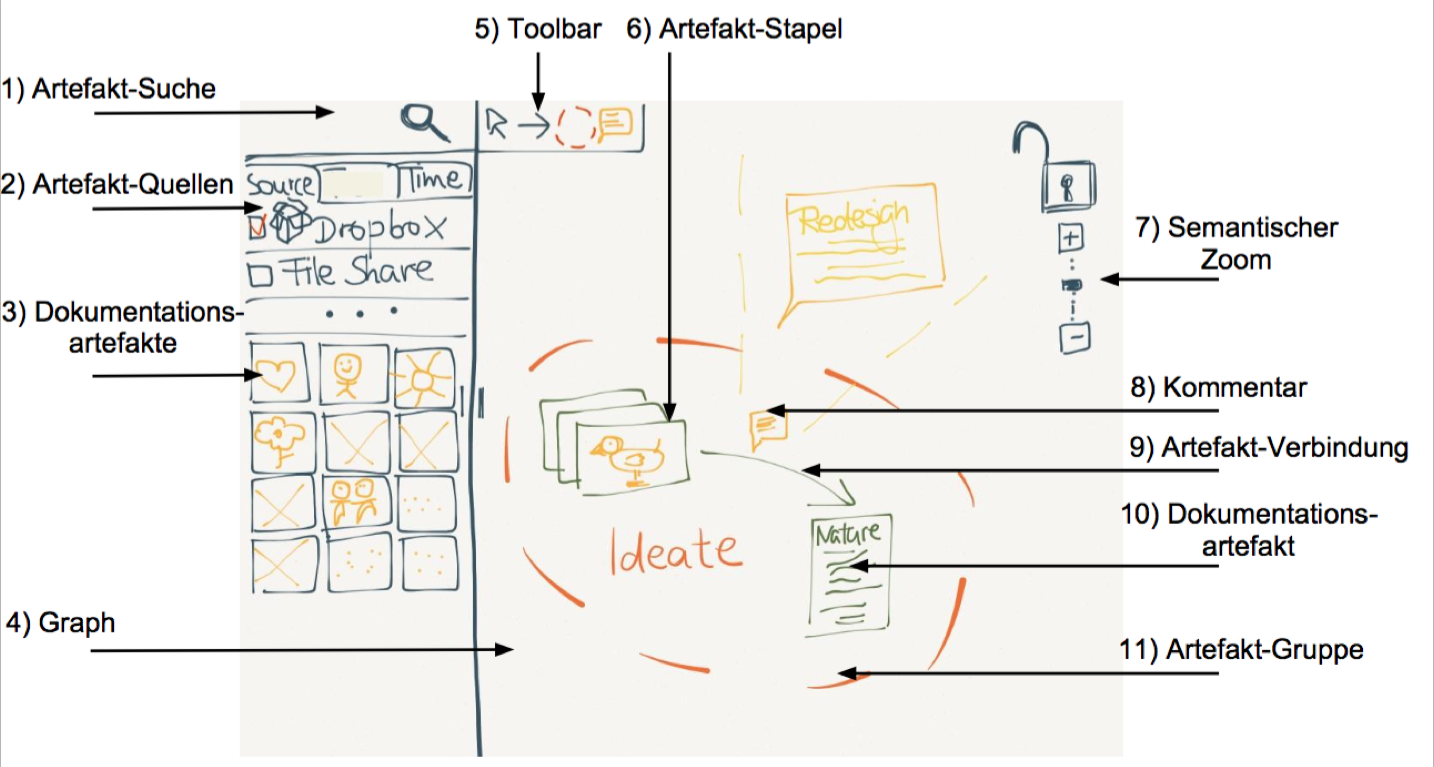 5) Toolbar
6) Artefakt-Stapel
1) Artefakt-Suche
2) Artefakt-Quellen
Source
Time
Dropbox
File Share
• • •
3) Dokumentations-
artefakte
4) Graph
Redesign
Ideate
Nature
7) Semantischer
Zoom
+
-
8) Kommentar
9) Artefakt-Verbindung
10) Dokumentations-
artefakt
11) Artefakt-Gruppe